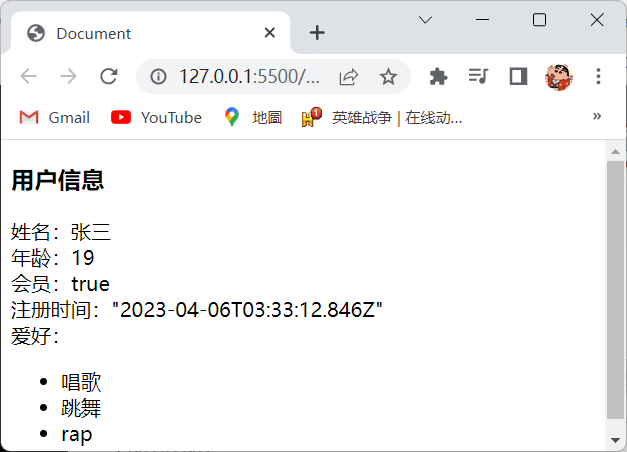 Document
127.0.0.1:5500/...
Gmail YouTube 地圖 英雄战争 | 在线动... »
用户信息
姓名：张三
年龄：19
会员：true
注册时间："2023-04-06T03:33:12.846Z"
爱好：
唱歌
跳舞
rap